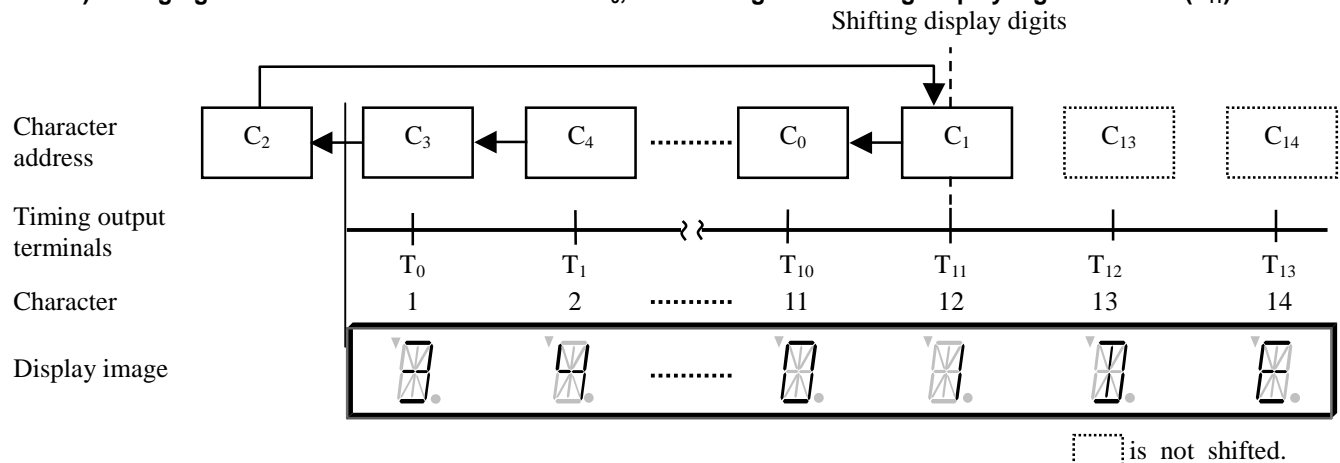 Shifting display digits
Character
address
C₂ C₃ C₄ ......... C₀ C₁ C₁₃ C₁₄
Timing output
terminals
T₀ T₁ T₁₀ T₁₁ T₁₂ T₁₃
Character 1 2 ......... 11 12 13 14
Display image .........
is not shifted.